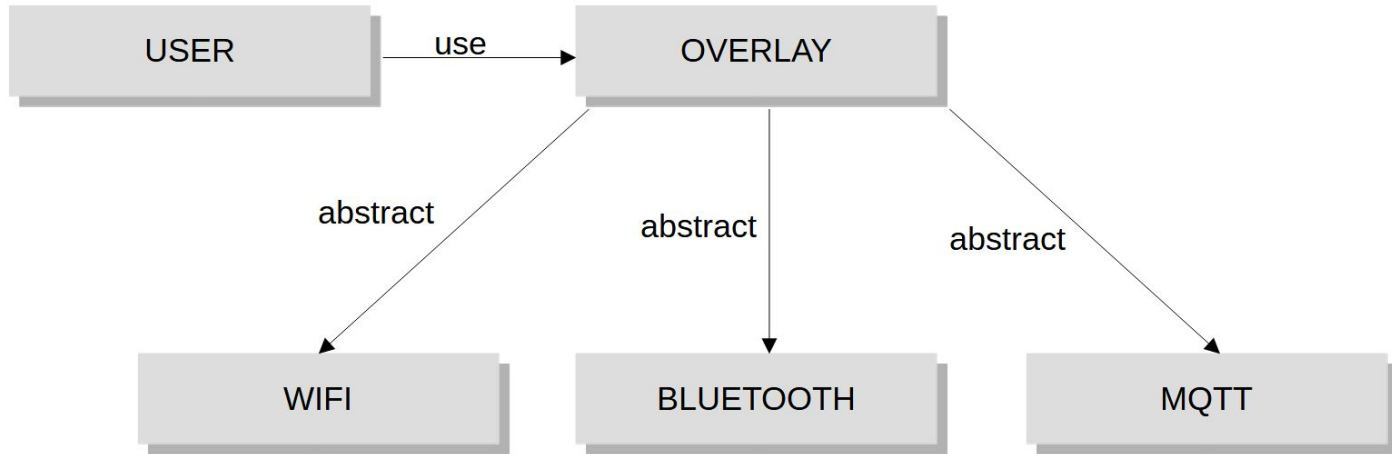 USER
use
OVERLAY
abstract
abstract
abstract
WIFI
BLUETOOTH
MQTT